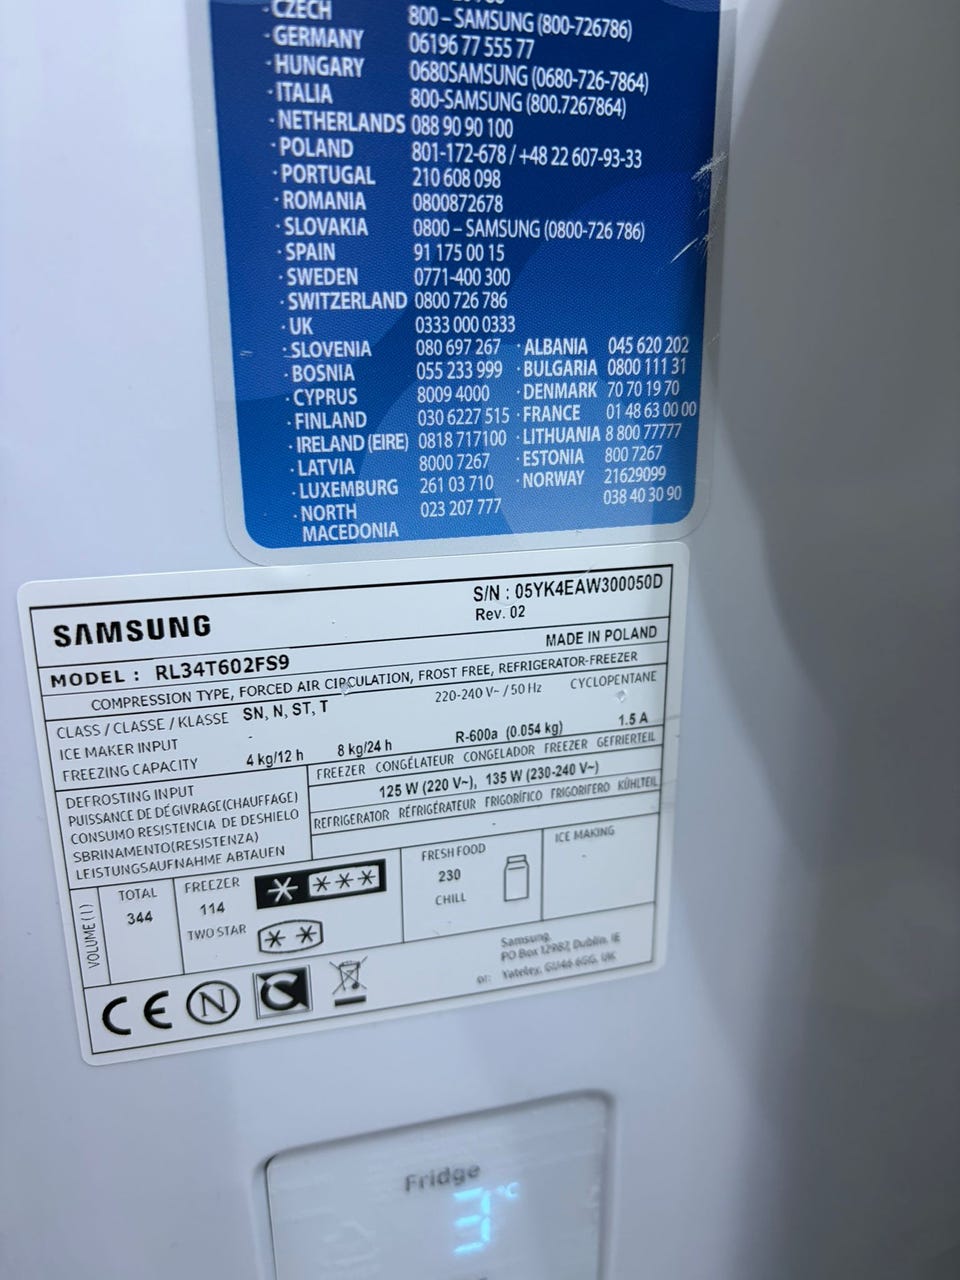 · CZECH 800 – SAMSUNG (800-726786)
· GERMANY 06196 77 555 77
· HUNGARY 0680SAMSUNG (0680-726-7864)
· ITALIA 800-SAMSUNG (800.7267864)
· NETHERLANDS 088 90 90 100
· POLAND 801-172-678 / +48 22 607-93-33
· PORTUGAL 210 608 098
· ROMANIA 0800872678
· SLOVAKIA 0800 – SAMSUNG (0800-726 786)
· SPAIN 91 175 00 15
· SWEDEN 0771-400 300
· SWITZERLAND 0800 726 786
· UK 0333 000 0333
· SLOVENIA 080 697 267 · ALBANIA 045 620 202
· BOSNIA 055 233 999 · BULGARIA 0800 111 31
· CYPRUS 8009 4000 · DENMARK 70 70 19 70
· FINLAND 030 6227 515 · FRANCE 01 48 63 00 00
· IRELAND (EIRE) 0818 717100 · LITHUANIA 8 800 77777
· LATVIA 8000 7267 · ESTONIA 800 7267
· LUXEMBURG 261 03 710 · NORWAY 21629099
· NORTH 023 207 777 038 40 30 90
MACEDONIA
SAMSUNG
S/N : 05YK4EAW300050D
Rev. 02
MODEL : RL34T602FS9 MADE IN POLAND
COMPRESSION TYPE, FORCED AIR CIRCULATION, FROST FREE, REFRIGERATOR-FREEZER
CLASS / CLASSE / KLASSE SN, N, ST, T 220-240 V~ / 50 Hz CYCLOPENTANE
ICE MAKER INPUT -
FREEZING CAPACITY 4 kg/12 h 8 kg/24 h R-600a (0.054 kg) 1.5 A
DEFROSTING INPUT
PUISSANCE DE DÉGIVRAGE(CHAUFFAGE)
CONSUMO RESISTENCIA DE DESHIELO
SBRINAMENTO(RESISTENZA)
LEISTUNGSAUFNAHME ABTAUEN
FREEZER CONGÉLATEUR CONGELADOR FREEZER GEFRIERTEIL
125 W (220 V~), 135 W (230-240 V~)
REFRIGERATOR RÉFRIGÉRATEUR FRIGORÍFICO FRIGORIFERO KÜHLTEIL
-
VOLUME ( l )
TOTAL
344
FREEZER
114
TWO STAR
FRESH FOOD
230
CHILL
ICE MAKING
-
Samsung,
PO Box 12987, Dublin. IE
or: Yateley, GU46 6GG, UK
CE N
Fridge
3 °C